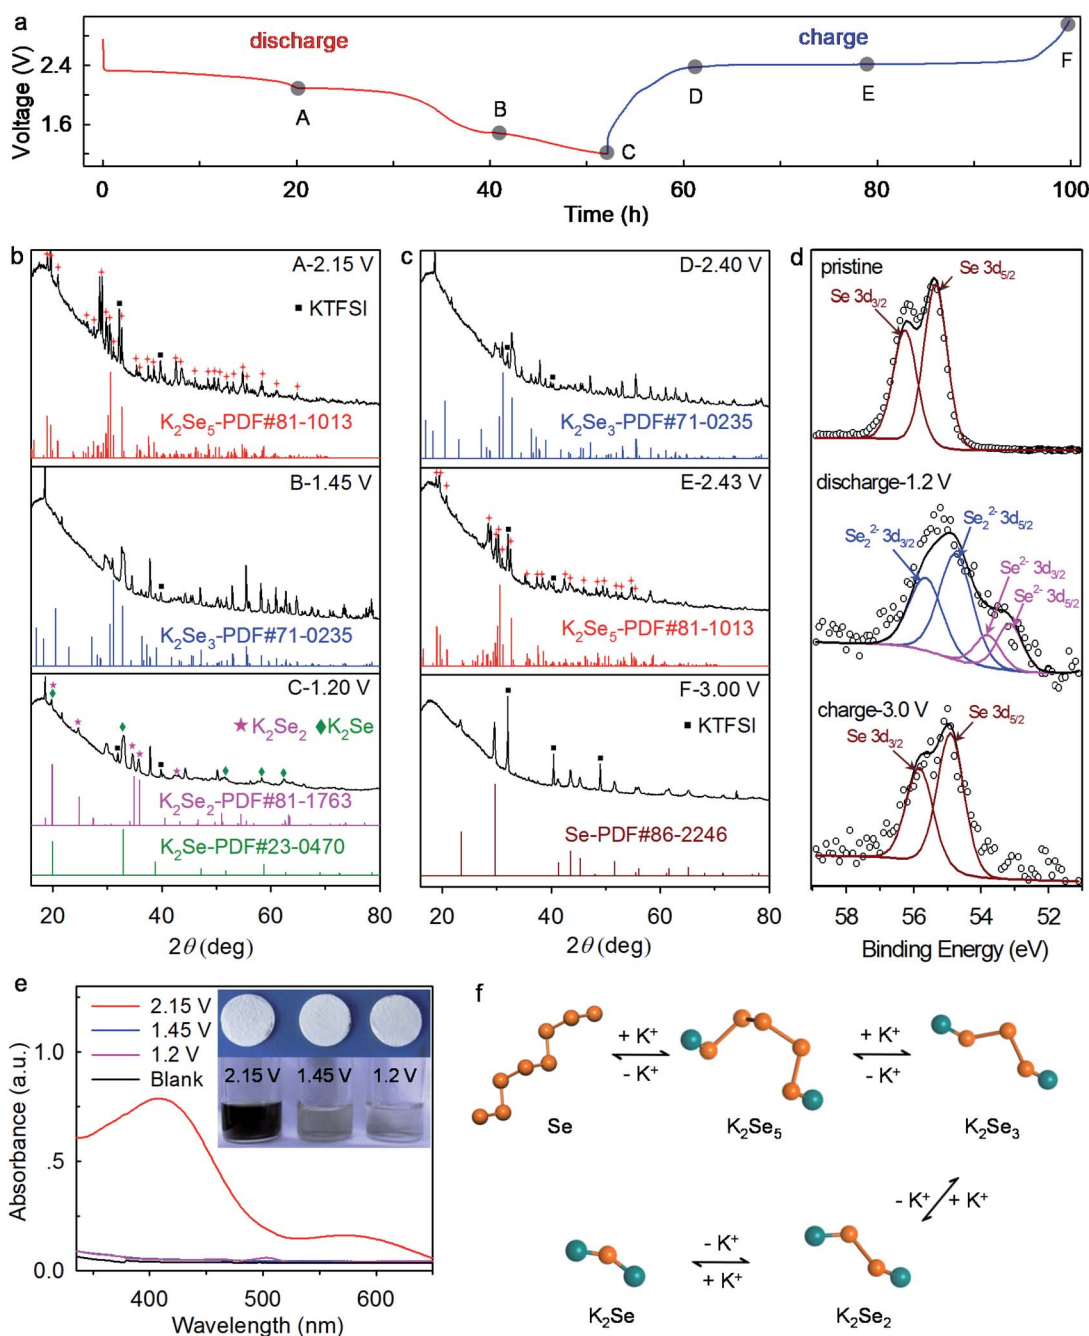 a
discharge
charge
Voltage (V)
2.4
1.6
A
B
C
D
E
F
0
20
40
60
80
100
Time (h)
b
A-2.15 V
■ KTFSI
K₂Se₅-PDF#81-1013
B-1.45 V
K₂Se₃-PDF#71-0235
C-1.20 V
★K₂Se₂ ♦K₂Se
K₂Se₂-PDF#81-1763
K₂Se-PDF#23-0470
20
40
60
80
2θ (deg)
c
D-2.40 V
K₂Se₃-PDF#71-0235
E-2.43 V
K₂Se₅-PDF#81-1013
F-3.00 V
■ KTFSI
Se-PDF#86-2246
20
40
60
80
2θ (deg)
d
pristine
Se 3d₅/₂
Se 3d₃/₂
discharge-1.2 V
Se₂²⁻ 3d₅/₂
Se₂²⁻ 3d₃/₂
Se²⁻ 3d₃/₂
Se²⁻ 3d₅/₂
charge-3.0 V
Se 3d₅/₂
Se 3d₃/₂
58
56
54
52
Binding Energy (eV)
e
2.15 V
1.45 V
1.2 V
Blank
2.15 V
1.45 V
1.2 V
Absorbance (a.u.)
1.0
.5
0.0
400
500
600
Wavelength (nm)
f
+ K⁺
- K⁺
+ K⁺
- K⁺
Se
K₂Se₅
K₂Se₃
- K⁺
+ K⁺
- K⁺
+ K⁺
K₂Se
K₂Se₂